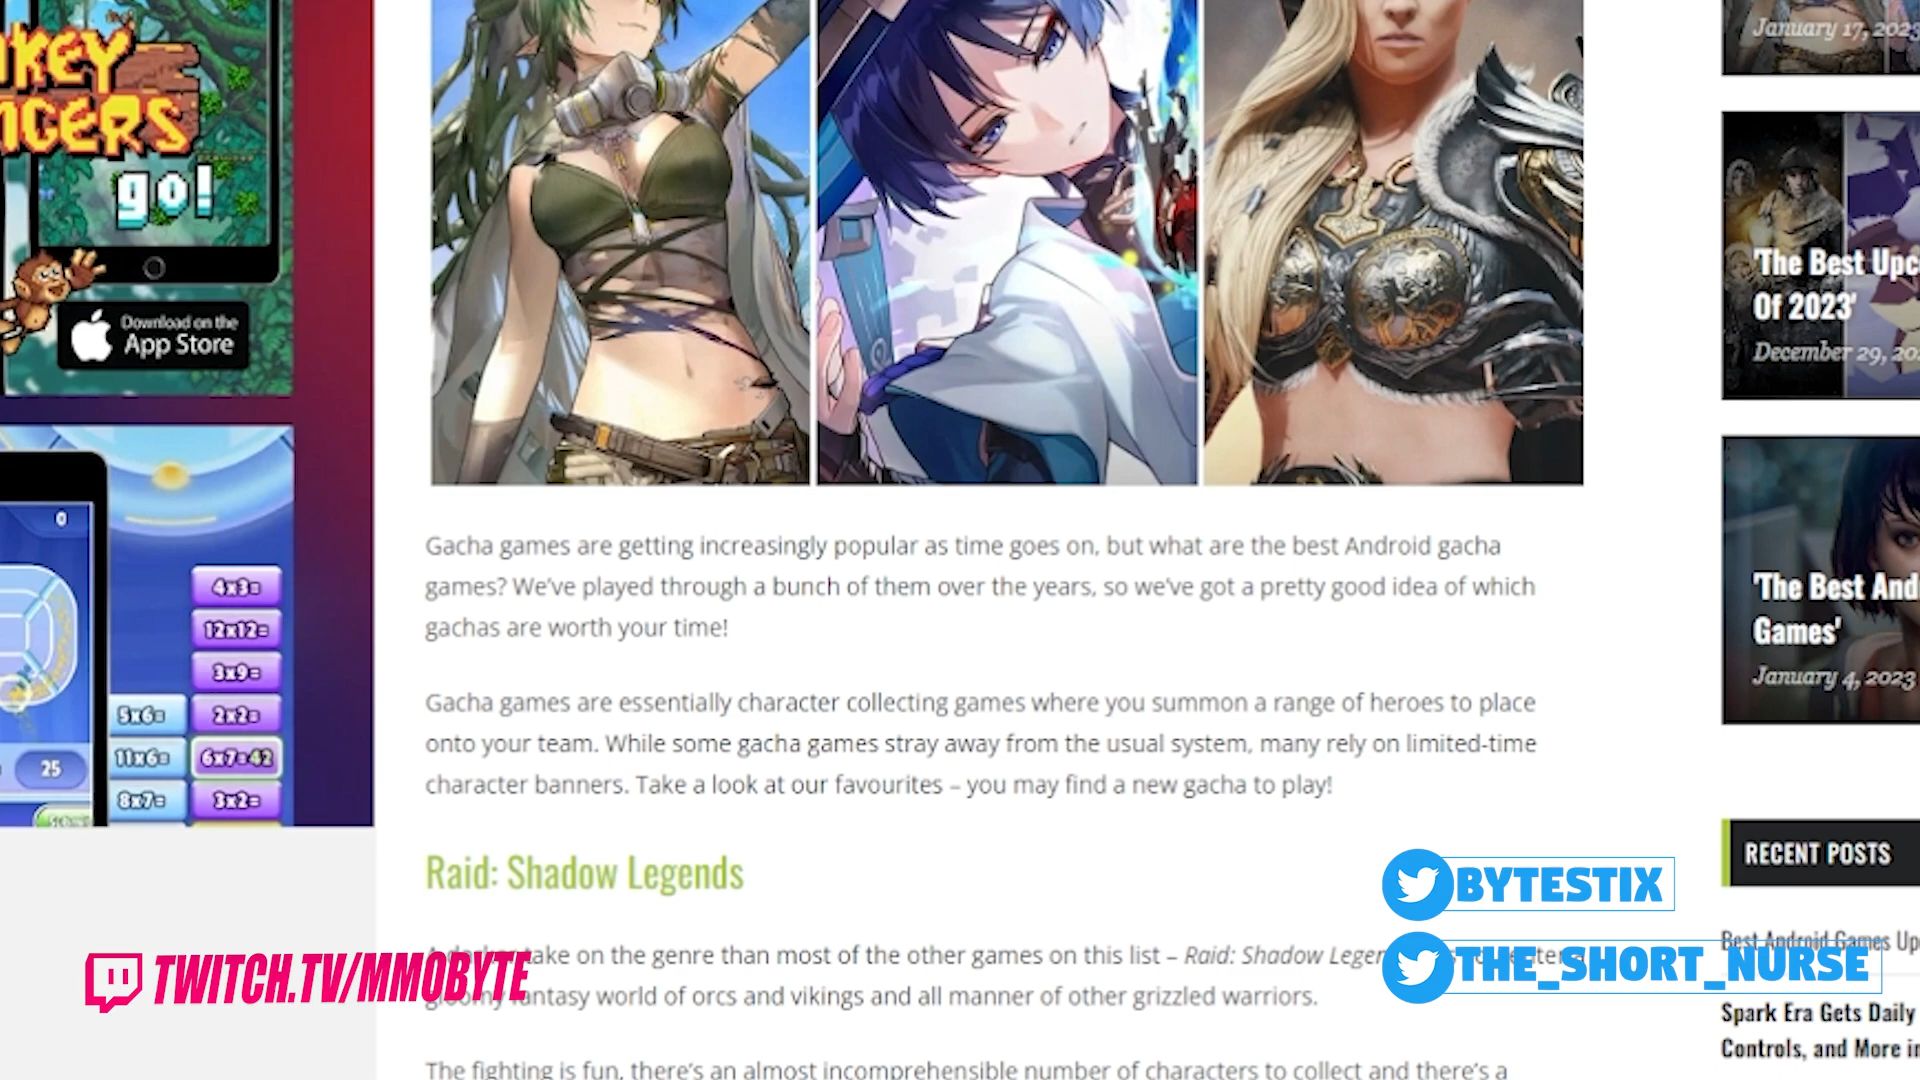 KEY
go!
Download on the
App Store
0
4x3=
12x12=
3x9=
5x6=
2x2=
11x6=
6x7=42
25
8x7=
3x2=
Gacha games are getting increasingly popular as time goes on, but what are the best Android gacha
games? We've played through a bunch of them over the years, so we've got a pretty good idea of which
gachas are worth your time!
Gacha games are essentially character collecting games where you summon a range of heroes to place
onto your team. While some gacha games stray away from the usual system, many rely on limited-time
character banners. Take a look at our favourites – you may find a new gacha to play!
Raid: Shadow Legends
take on the genre than most of the other games on this list – Raid: Shadow
fantasy world of orcs and vikings and all manner of other grizzled warriors.
The fighting is fun, there's an almost incomprehensible number of characters to collect and there's a
TWITCH.TV/MMOBYTE
BYTESTIX
THE_SHORT_NURSE
January 17, 2023
'The Best
Of 2023'
December 29,
'The Best
Games'
January 4, 2023
RECENT POSTS
Best Android Games
Spark Era Gets Daily
Controls, and More